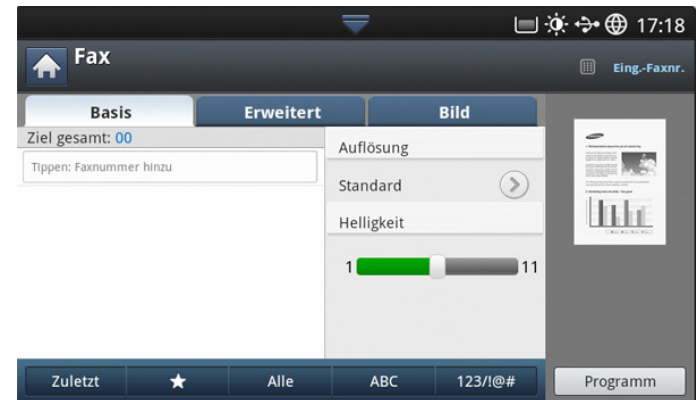 17:18
Fax
Eing.-Faxnr.
Basis
Erweitert
Bild
Ziel gesamt: 00
Tippen: Faxnummer hinzu
Auflösung
Standard
Helligkeit
1
11
Zuletzt
Alle
ABC
123/!@#
Programm